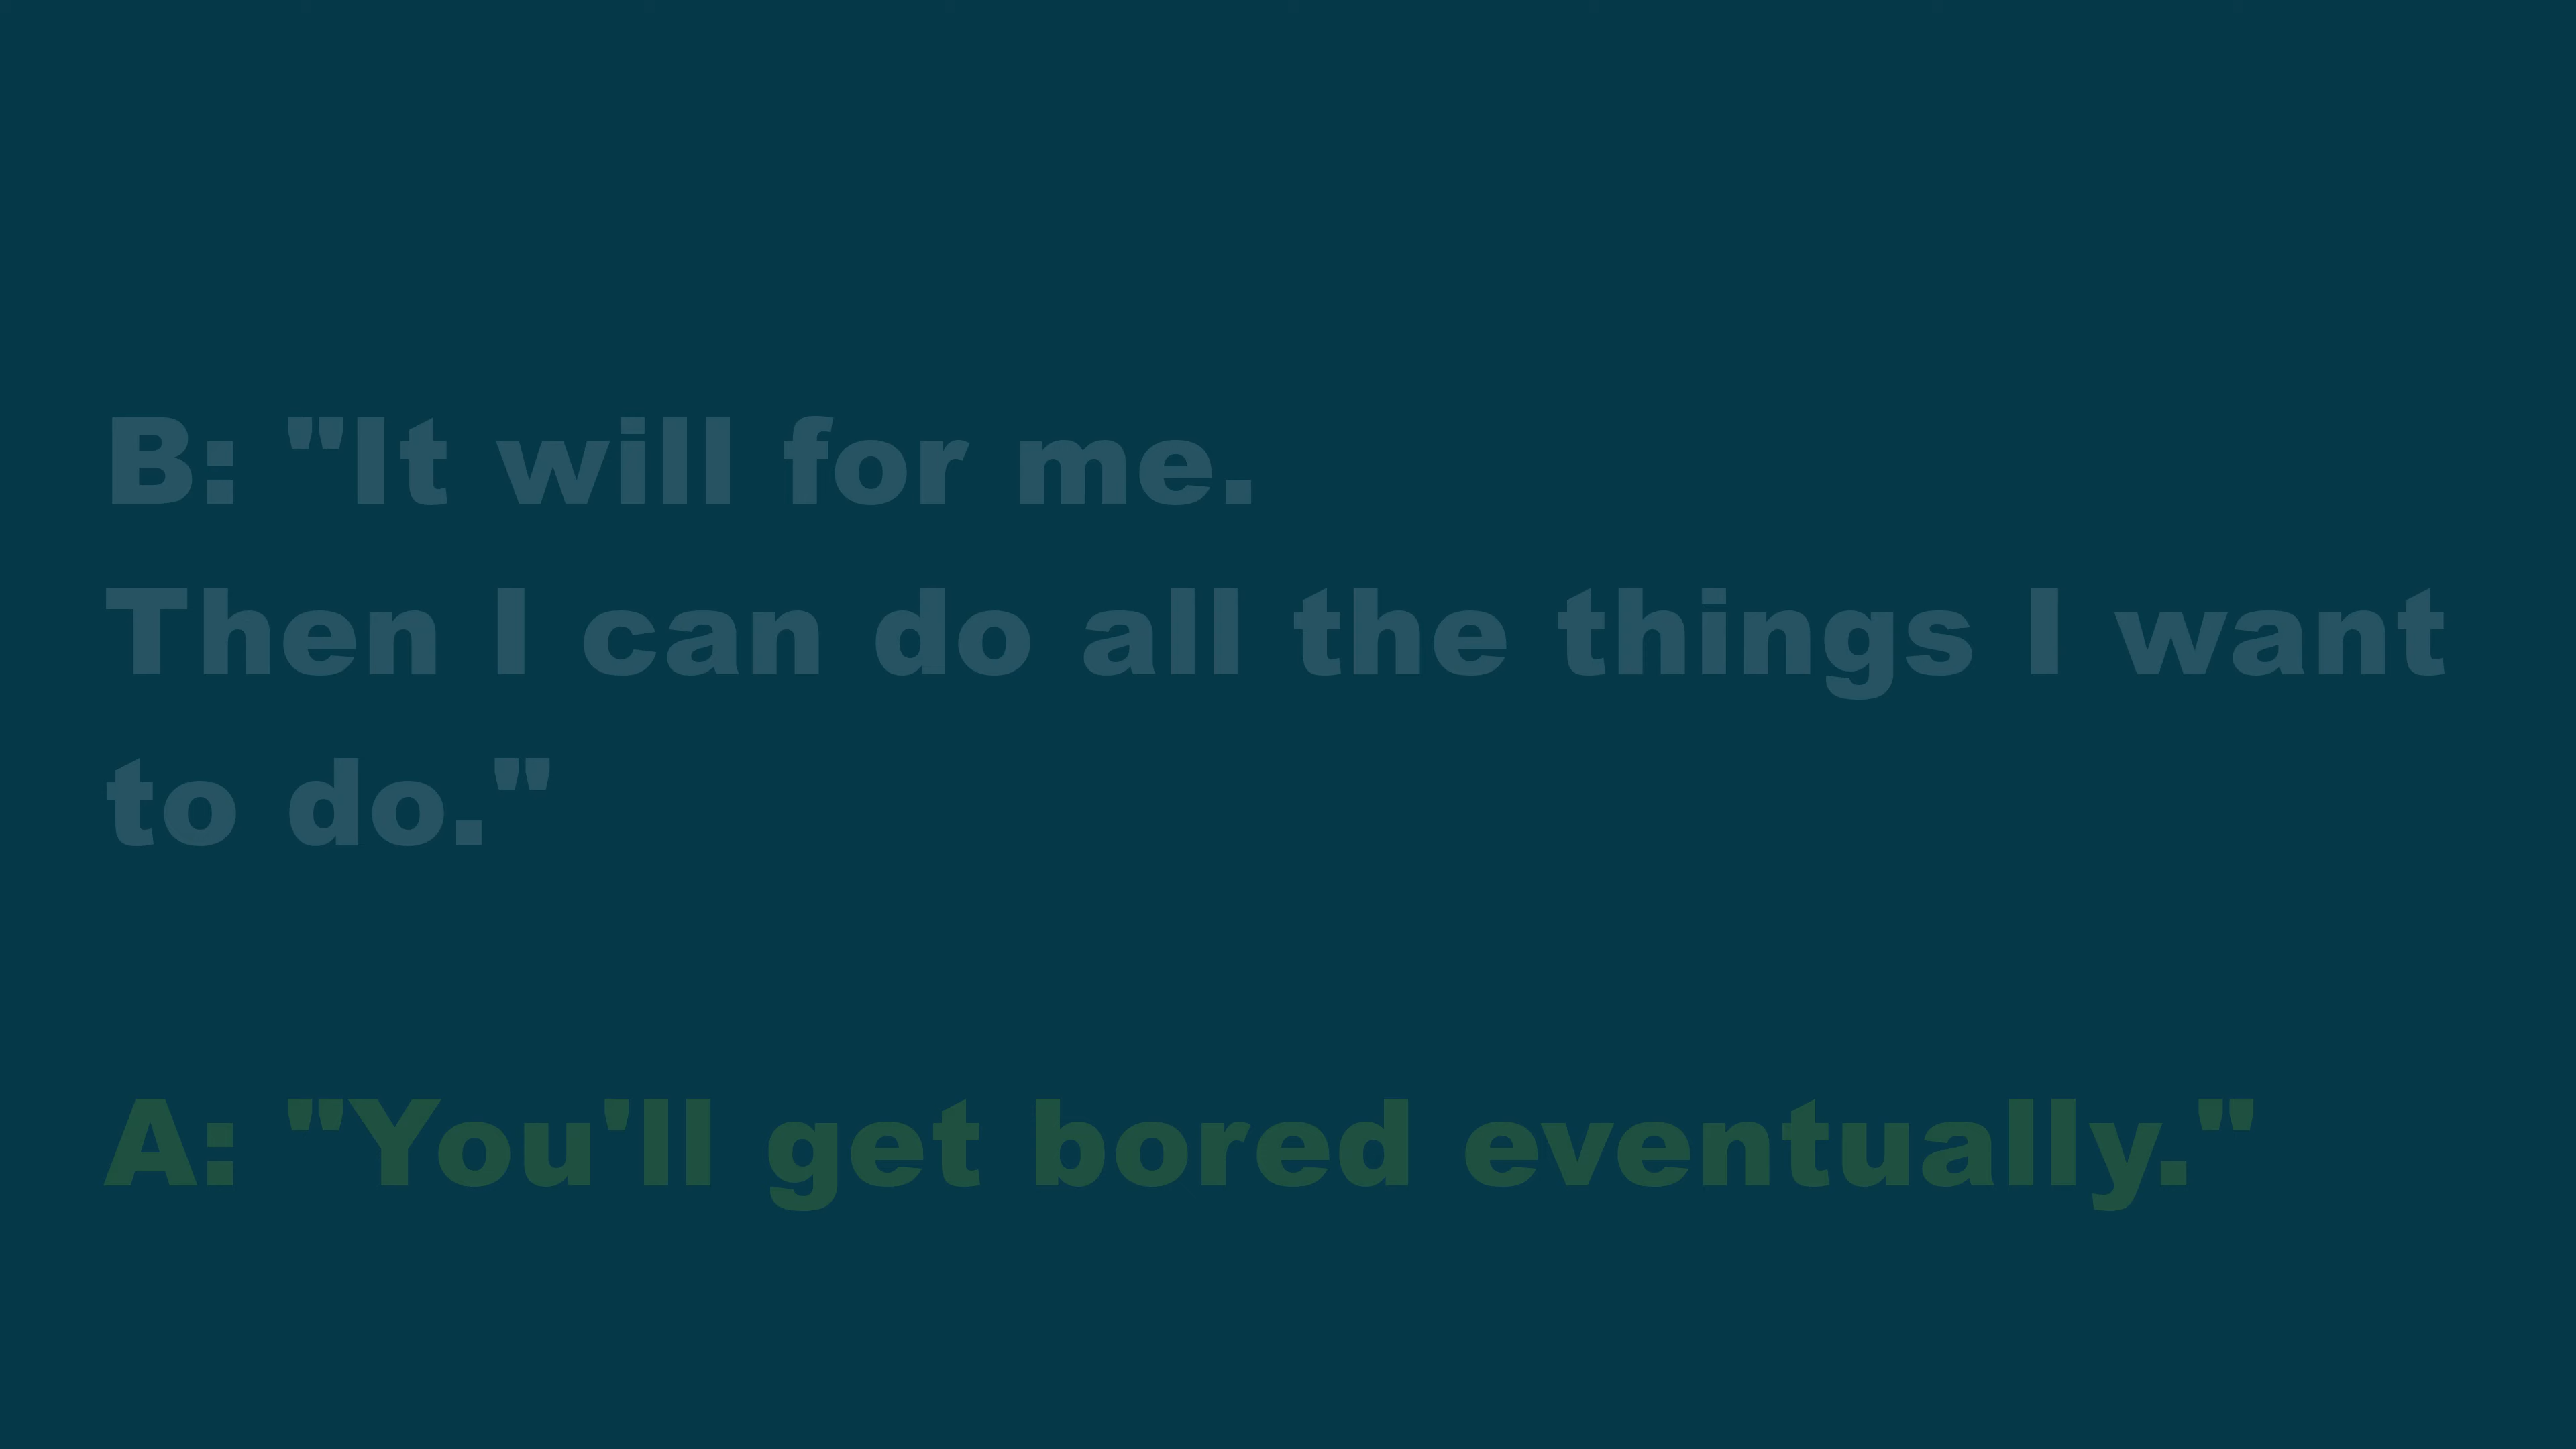 B: "It will for me.
Then I can do all the things I want
to do."
A: "You'll get bored eventually."